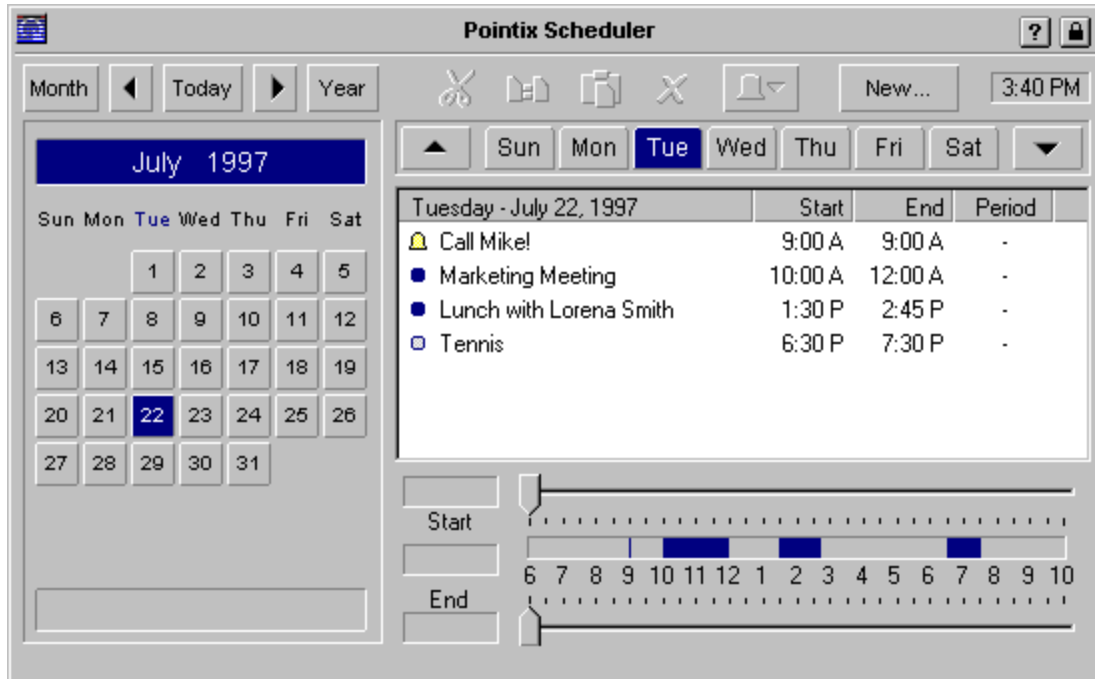 Pointix Scheduler ?
Month Today Year New... 3:40 PM
July 1997
Sun Mon Tue Wed Thu Fri Sat
1 2 3 4 5
6 7 8 9 10 11 12
13 14 15 16 17 18 19
20 21 22 23 24 25 26
27 28 29 30 31
Sun Mon Tue Wed Thu Fri Sat
Tuesday - July 22, 1997 Start End Period
Call Mike! 9:00 A 9:00 A -
Marketing Meeting 10:00 A 12:00 A -
Lunch with Lorena Smith 1:30 P 2:45 P -
Tennis 6:30 P 7:30 P -
Start
6 7 8 9 10 11 12 1 2 3 4 5 6 7 8 9 10
End